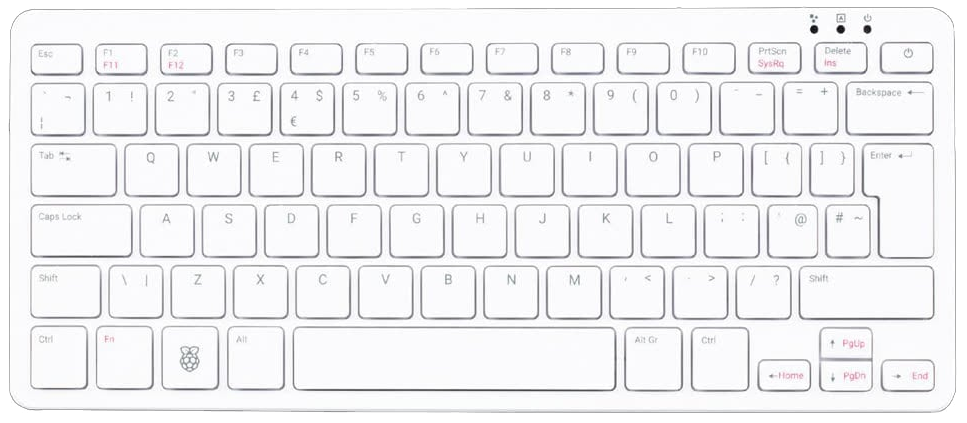 A
Esc F1 F2 F3 F4 F5 F6 F7 F8 F9 F10 PrtScn Delete
F11 F12 SysRq Ins
` ¬ 1 ! 2 " 3 £ 4 $ 5 % 6 ^ 7 & 8 * 9 ( 0 ) - _ = + Backspace ←
¦ €
Tab Q W E R T Y U I O P [ { ] } Enter ↵
Caps Lock A S D F G H J K L ; : ' @ # ~
Shift \ | Z X C V B N M , < . > / ? Shift
Ctrl Fn Alt Alt Gr Ctrl ↑ PgUp
← Home ↓ PgDn → End